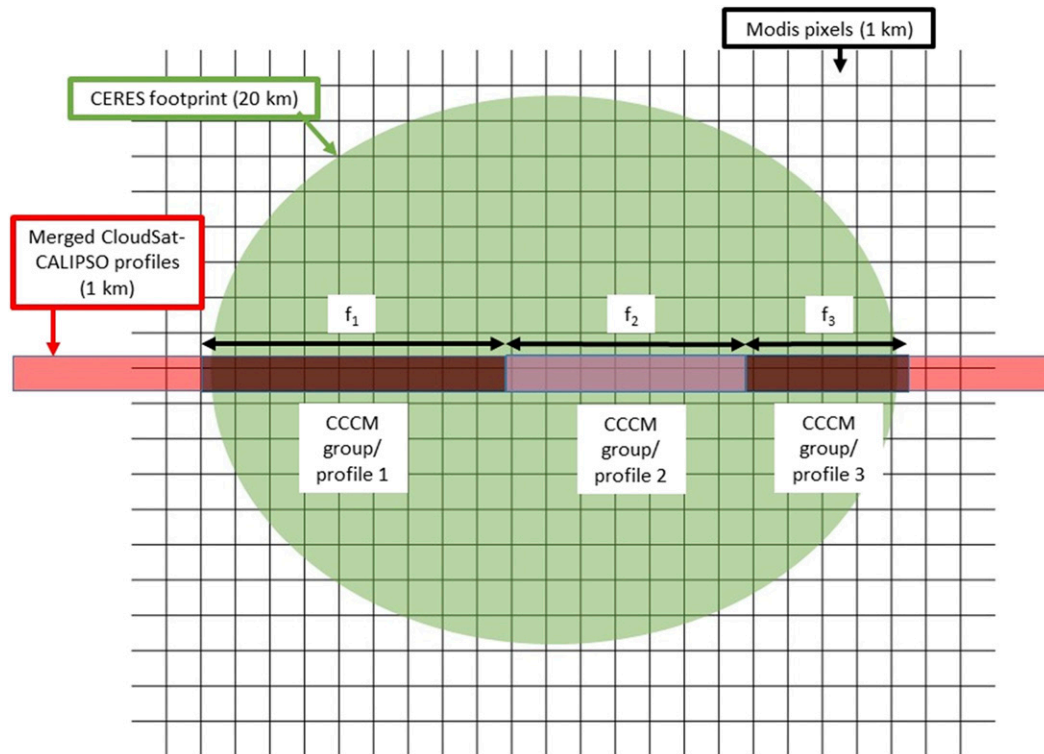 Modis pixels (1 km)
CERES footprint (20 km)
Merged CloudSat-
CALIPSO profiles
(1 km)
f₁
f₂
f₃
CCCM
group/
profile 1
CCCM
group/
profile 2
CCCM
group/
profile 3